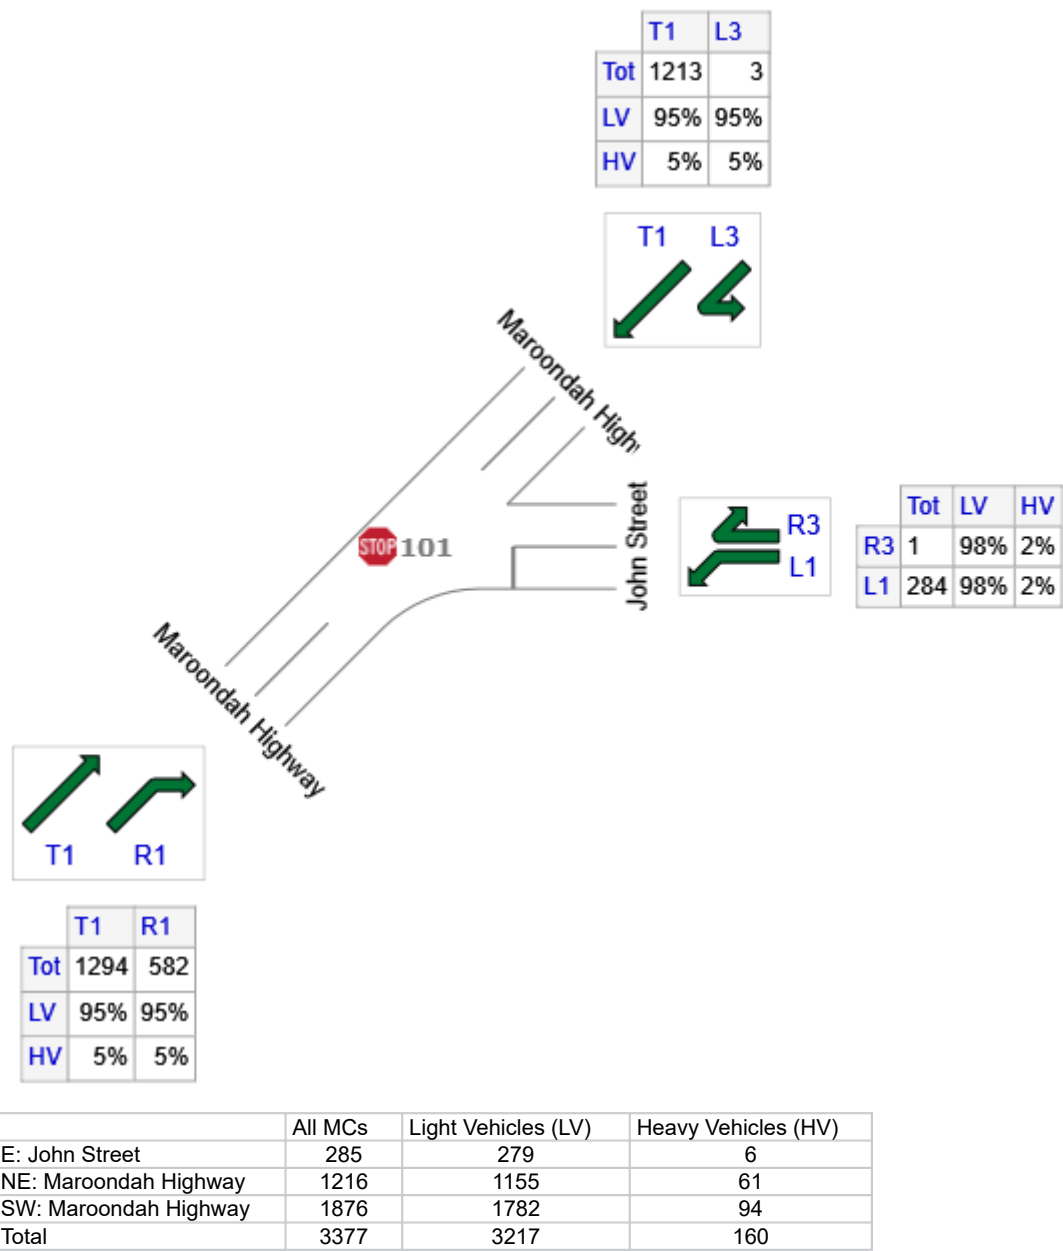 T1 L3
Tot 1213 3
LV 95% 95%
HV 5% 5%
T1 L3
Maroondah High
John Street
R3
L1
Tot LV HV
R3 1 98% 2%
L1 284 98% 2%
STOP 101
Maroondah Highway
T1 R1
T1 R1
Tot 1294 582
LV 95% 95%
HV 5% 5%
All MCs Light Vehicles (LV) Heavy Vehicles (HV)
E: John Street 285 279 6
NE: Maroondah Highway 1216 1155 61
SW: Maroondah Highway 1876 1782 94
Total 3377 3217 160